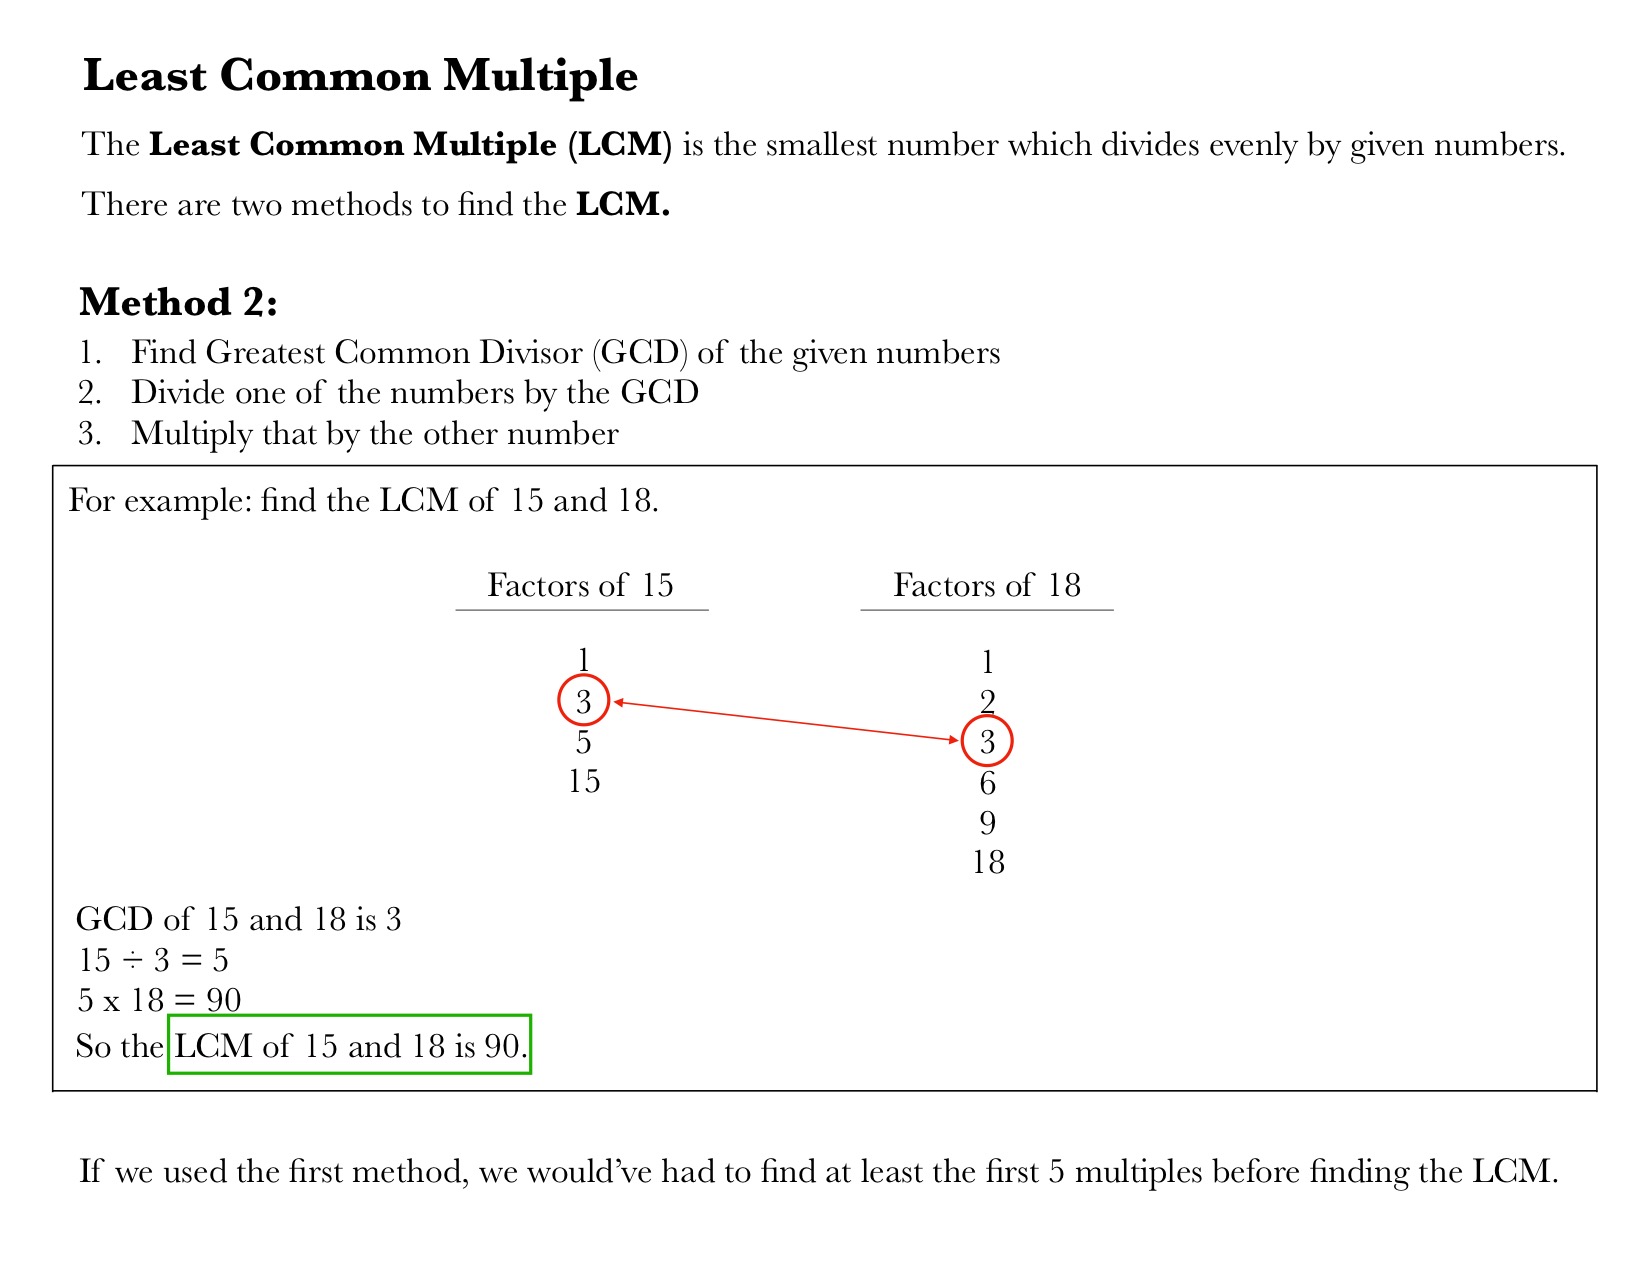 Least Common Multiple
The Least Common Multiple (LCM) is the smallest number which divides evenly by given numbers.
There are two methods to find the LCM.
Method 2:
1. Find Greatest Common Divisor (GCD) of the given numbers
2. Divide one of the numbers by the GCD
3. Multiply that by the other number
For example: find the LCM of 15 and 18.
Factors of 15
1
3
5
15
Factors of 18
1
2
3
6
9
18
GCD of 15 and 18 is 3
15 ÷ 3 = 5
5 x 18 = 90
So the LCM of 15 and 18 is 90.
If we used the first method, we would’ve had to find at least the first 5 multiples before finding the LCM.